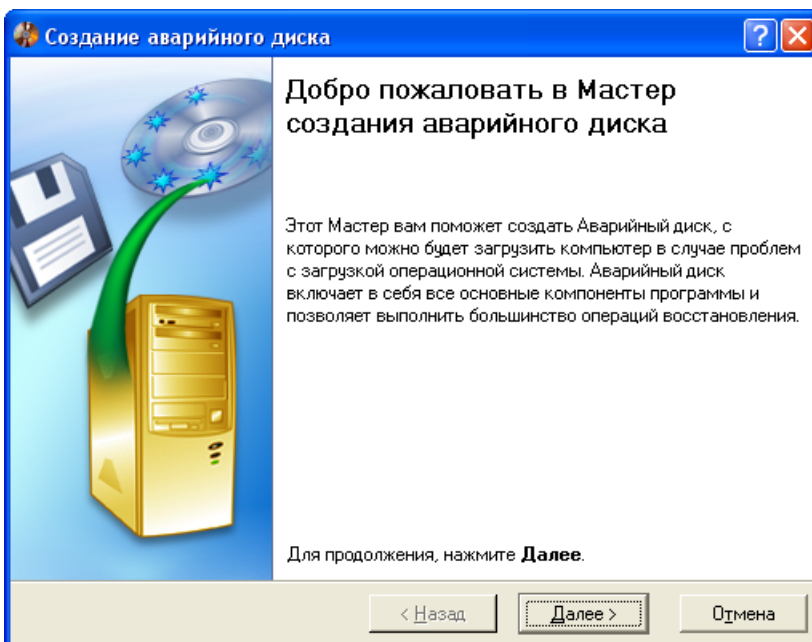 Создание аварийного диска
Добро пожаловать в Мастер
создания аварийного диска
Этот Мастер вам поможет создать Аварийный диск, с
которого можно будет загрузить компьютер в случае проблем
с загрузкой операционной системы. Аварийный диск
включает в себя все основные компоненты программы и
позволяет выполнить большинство операций восстановления.
Для продолжения, нажмите Далее.
< Назад Далее > Отмена